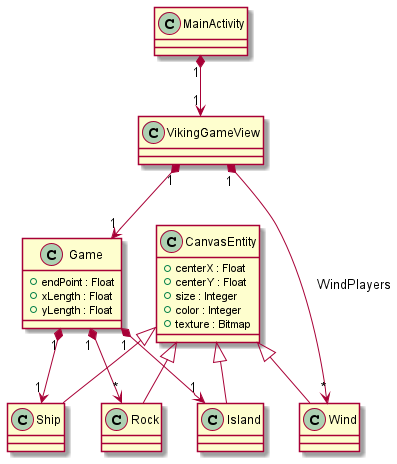 C MainActivity
1
1
C VikingGameView
1
1
1
C Game
endPoint : Float
xLength : Float
yLength : Float
C CanvasEntity
centerX : Float
centerY : Float
size : Integer
color : Integer
texture : Bitmap
WindPlayers
1
1
1
1
*
1
*
C Ship
C Rock
C Island
C Wind